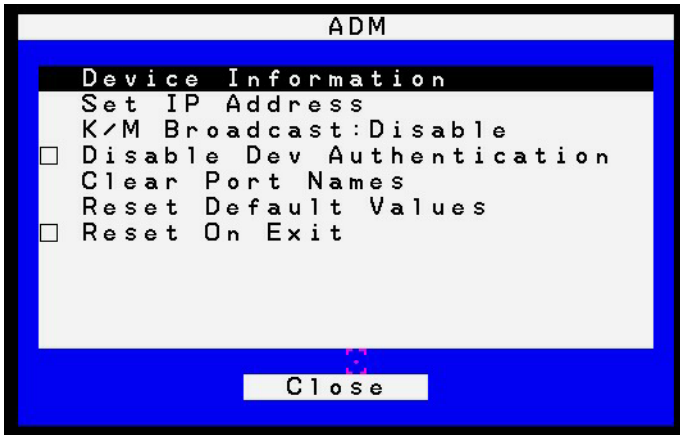 ADM
Device Information
Set IP Address
K/M Broadcast:Disable
Disable Dev Authentication
Clear Port Names
Reset Default Values
Reset On Exit
Close